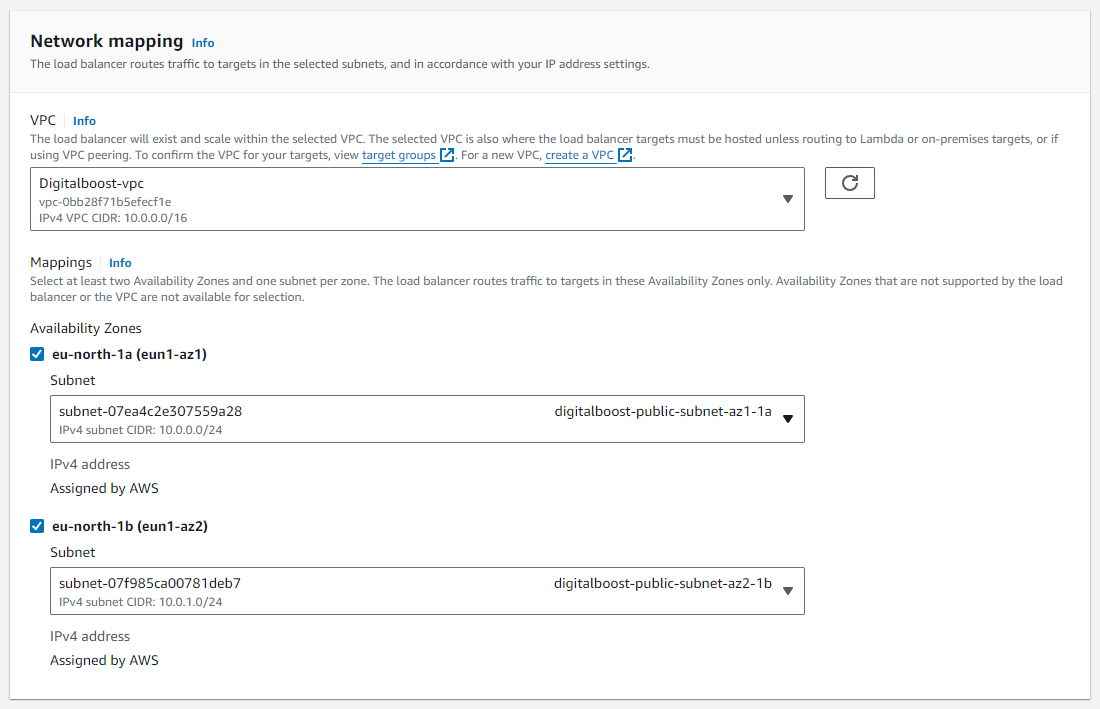 Network mapping Info
The load balancer routes traffic to targets in the selected subnets, and in accordance with your IP address settings.
VPC Info
The load balancer will exist and scale within the selected VPC. The selected VPC is also where the load balancer targets must be hosted unless routing to Lambda or on-premises targets, or if
using VPC peering. To confirm the VPC for your targets, view target groups. For a new VPC, create a VPC.
Digitalboost-vpc
vpc-0bb28f71b5efecf1e
IPv4 VPC CIDR: 10.0.0.0/16
Mappings Info
Select at least two Availability Zones and one subnet per zone. The load balancer routes traffic to targets in these Availability Zones only. Availability Zones that are not supported by the load
balancer or the VPC are not available for selection.
Availability Zones
eu-north-1a (eun1-az1)
Subnet
subnet-07ea4c2e307559a28 digitalboost-public-subnet-az1-1a
IPv4 subnet CIDR: 10.0.0.0/24
IPv4 address
Assigned by AWS
eu-north-1b (eun1-az2)
Subnet
subnet-07f985ca00781deb7 digitalboost-public-subnet-az2-1b
IPv4 subnet CIDR: 10.0.1.0/24
IPv4 address
Assigned by AWS